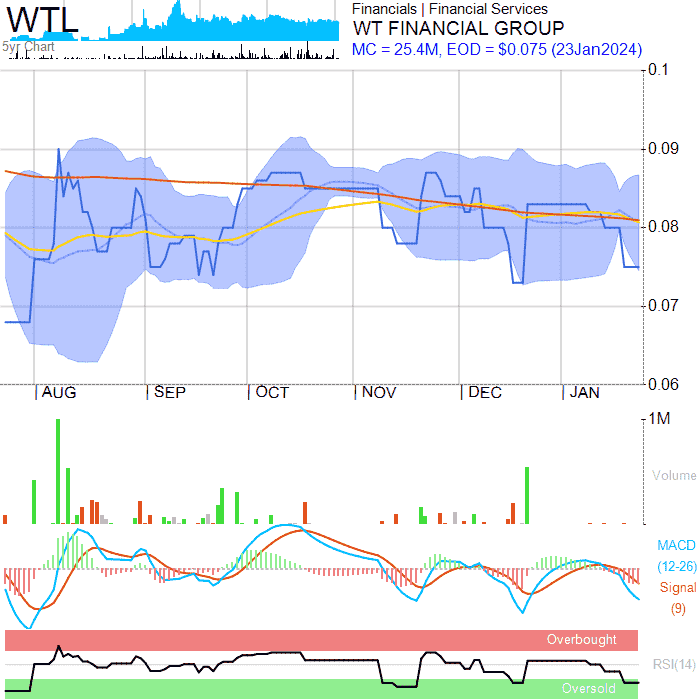 WTL
5yr Chart
Financials | Financial Services
WT FINANCIAL GROUP
MC = 25.4M, EOD = $0.075 (23Jan2024)
0.1
0.09
0.08
0.07
0.06
AUG SEP OCT NOV DEC JAN
1M
Volume
MACD
(12-26)
Signal
(9)
Overbought
RSI(14)
Oversold